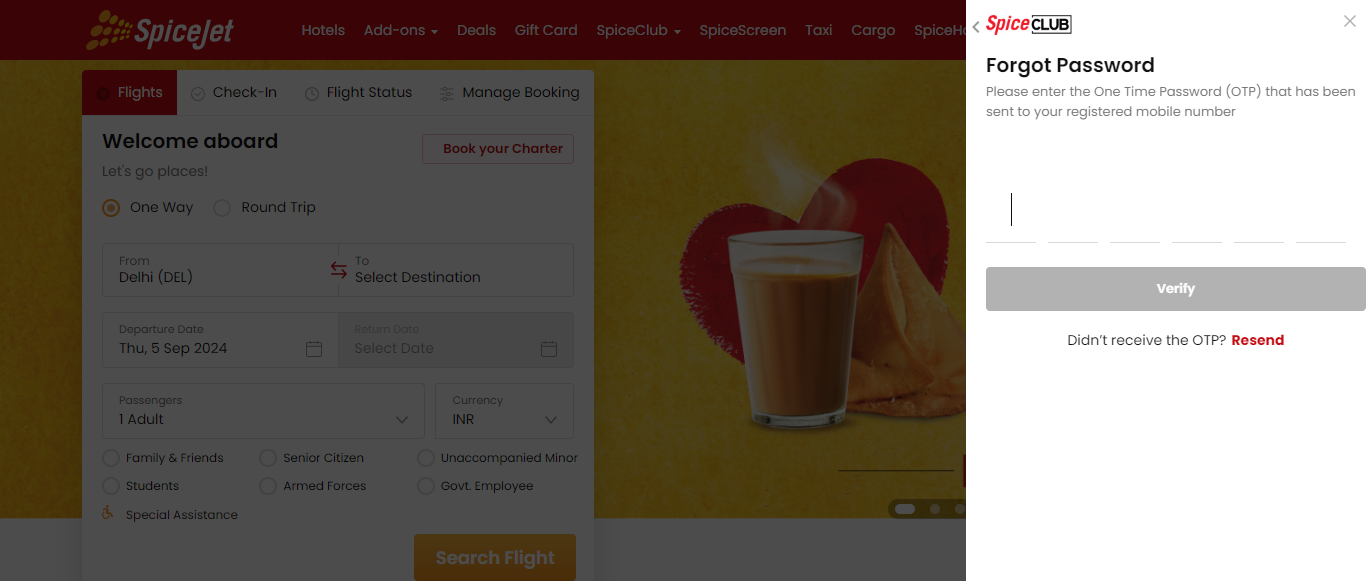 SpiceJet
Hotels Add-ons Deals Gift Card SpiceClub SpiceScreen Taxi Cargo
Flights Check-In Flight Status Manage Booking
Welcome aboard
Book your Charter
Let's go places!
One Way Round Trip
From To
Delhi (DEL) Select Destination
Departure Date Return Date
Thu, 5 Sep 2024 Select Date
Passengers Currency
1 Adult INR
Family & Friends Senior Citizen Unaccompanied Minor
Students Armed Forces Govt. Employee
Special Assistance
Search Flight
SpiceCLUB
Forgot Password
Please enter the One Time Password (OTP) that has been
sent to your registered mobile number
Verify
Didn't receive the OTP? Resend